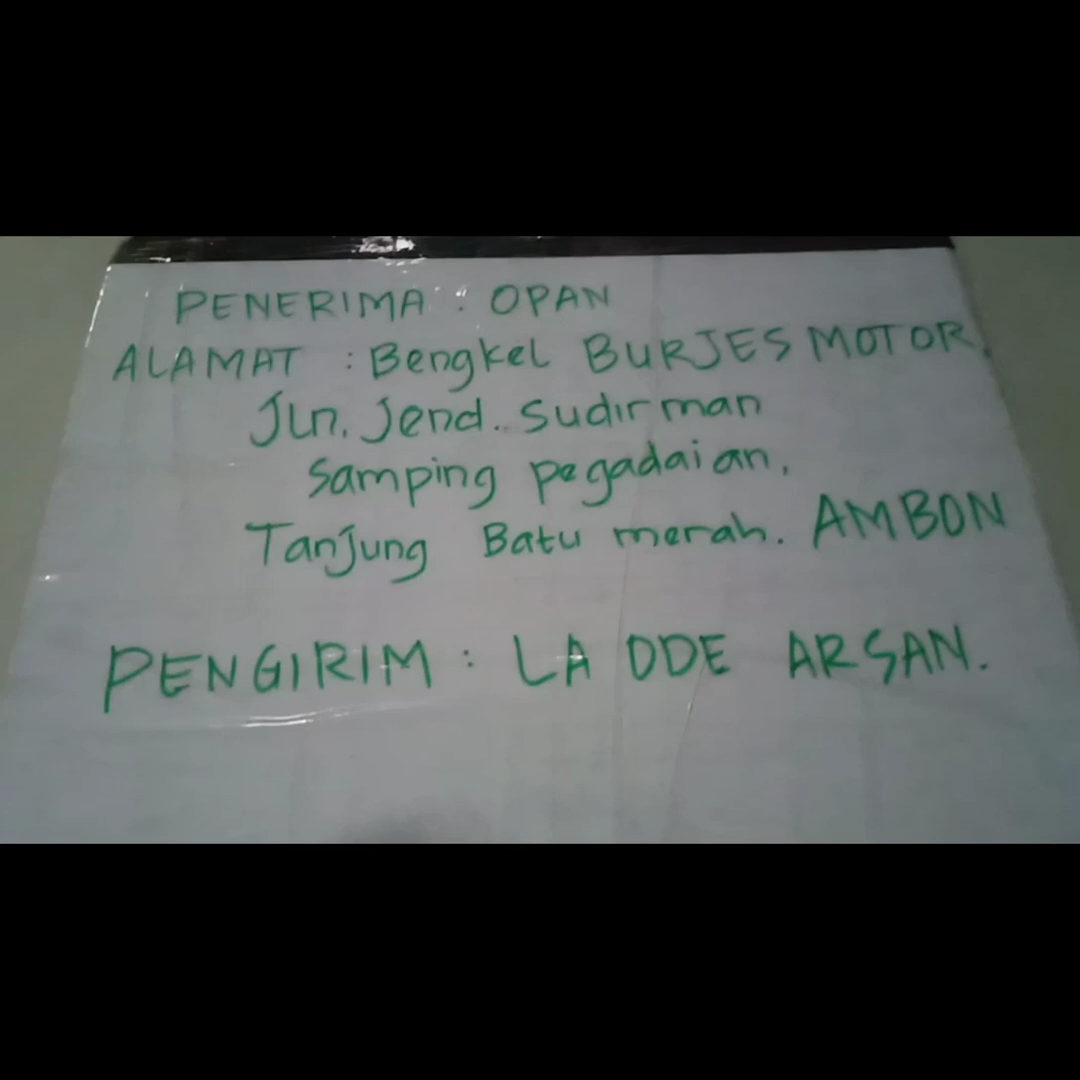 PENERIMA : OPAN
ALAMAT : Bengkel BURJES MOTOR,
Jln. Jend. Sudirman
Samping pegadaian,
Tanjung Batu merah. AMBON
PENGIRIM : LA ODE ARSAN.